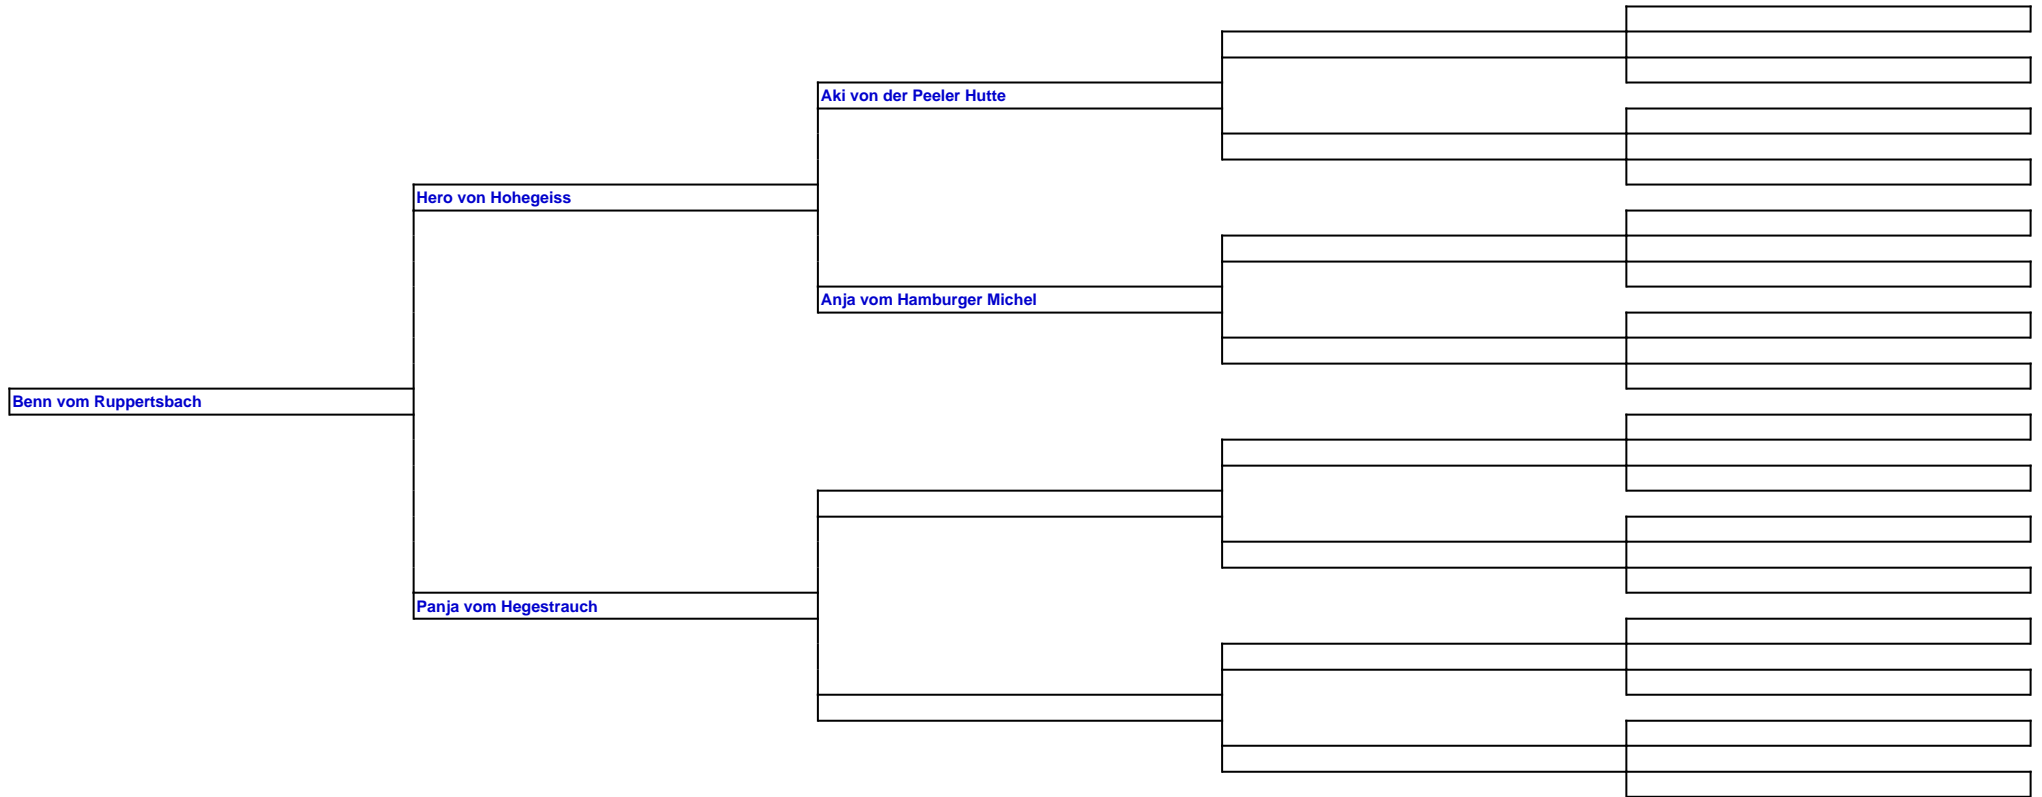 Aki von der Peeler Hutte
Hero von Hohegeiss
Anja vom Hamburger Michel
Benn vom Ruppertsbach
Panja vom Hegestrauch